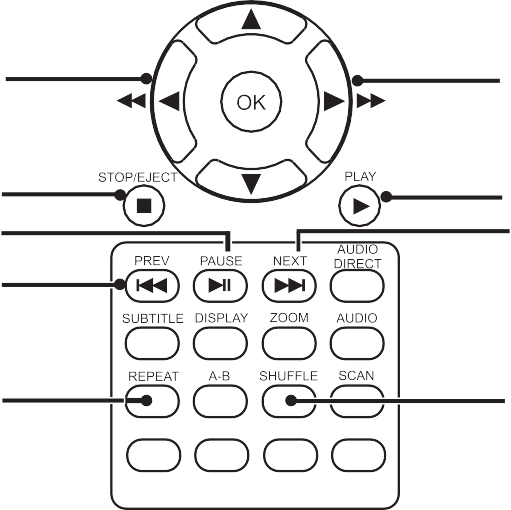 OK
STOP/EJECT
PLAY
PREV PAUSE NEXT AUDIO DIRECT
SUBTITLE DISPLAY ZOOM AUDIO
REPEAT A-B SHUFFLE SCAN